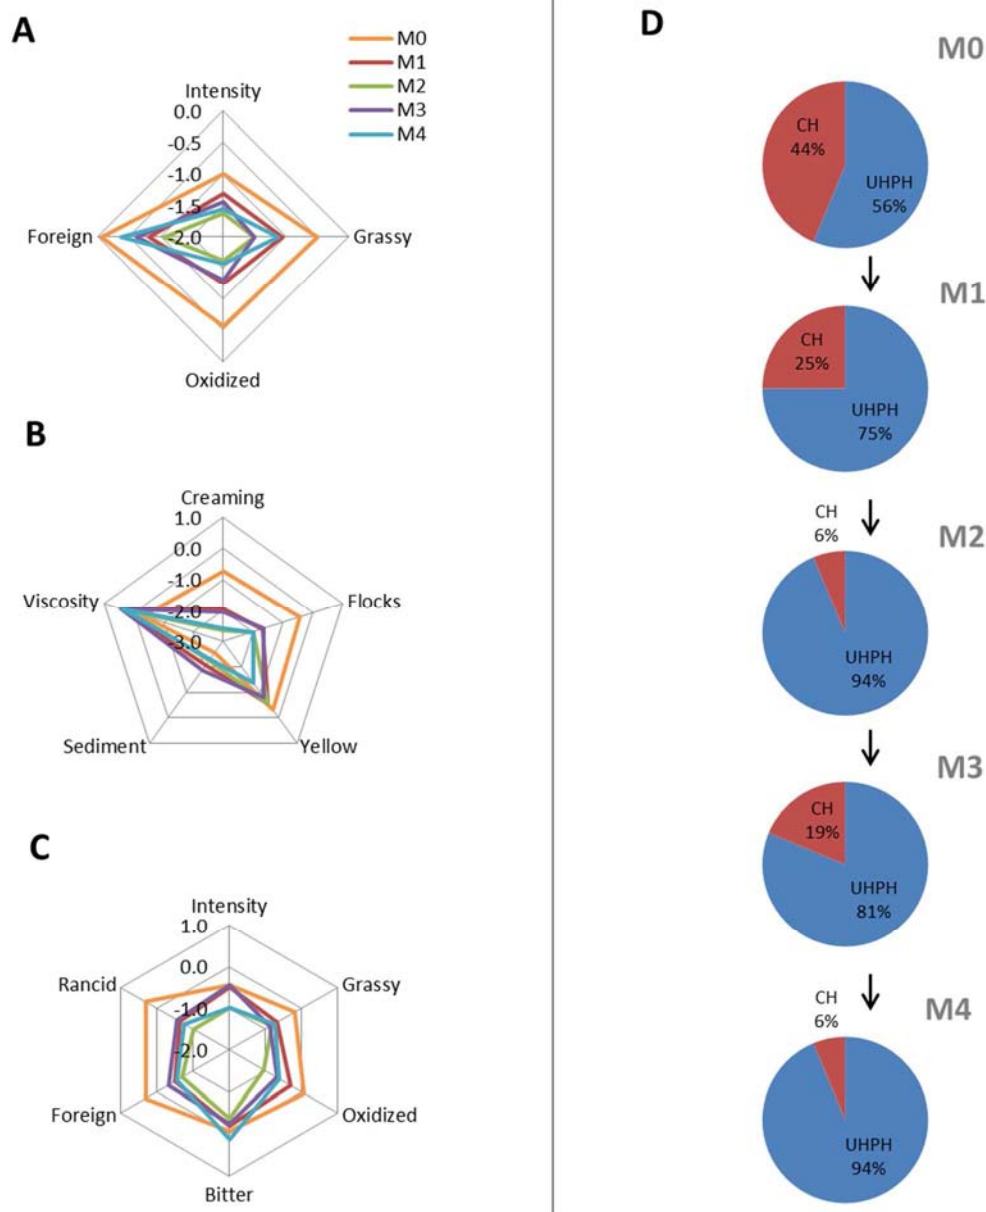 A
M0
M1
M2
M3
M4
Intensity
0.0
-0.5
-1.0
-1.5
-2.0
Foreign
Grassy
Oxidized
B
Creaming
1.0
0.0
-1.0
-2.0
-3.0
Viscosity
Flocks
Sediment
Yellow
C
Intensity
1.0
0.0
-1.0
-2.0
Rancid
Grassy
Foreign
Oxidized
Bitter
D
M0
CH
44%
UHPH
56%
M1
CH
25%
UHPH
75%
M2
CH
6%
UHPH
94%
M3
CH
19%
UHPH
81%
M4
CH
6%
UHPH
94%